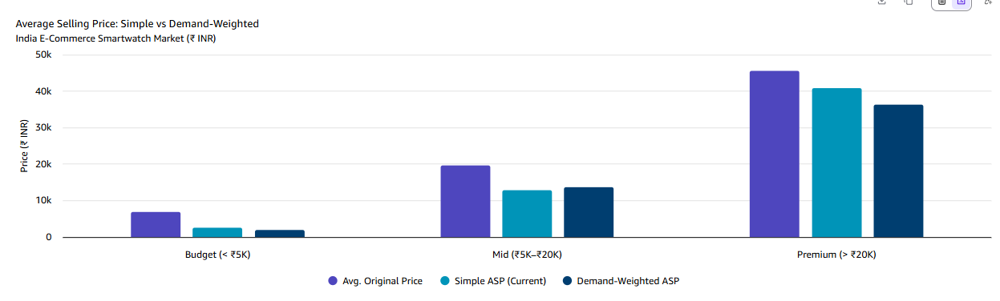 Average Selling Price: Simple vs Demand-Weighted
India E-Commerce Smartwatch Market (₹ INR)
Price (₹ INR)
50k
40k
30k
20k
10k
0
Budget (< ₹5K)
Mid (₹5K–₹20K)
Premium (> ₹20K)
Avg. Original Price
Simple ASP (Current)
Demand-Weighted ASP